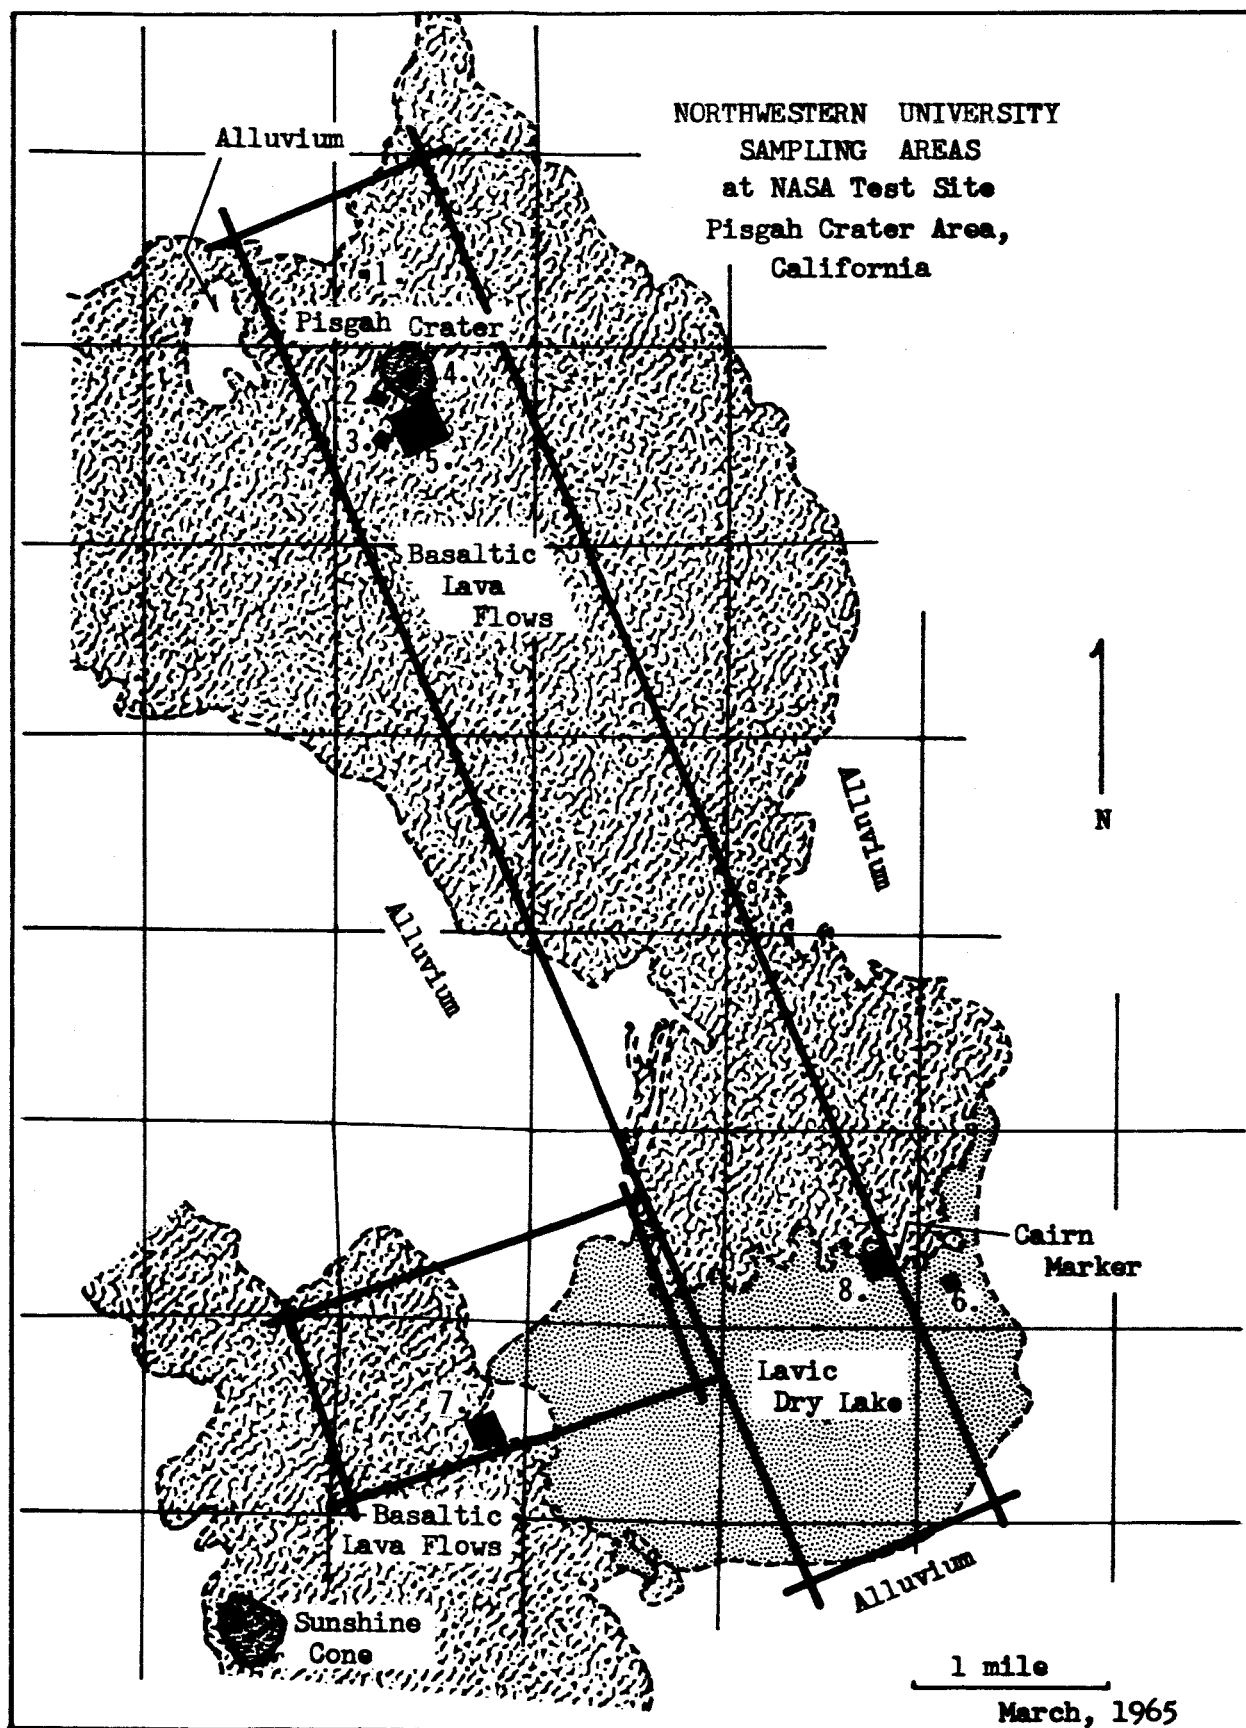 NORTHWESTERN UNIVERSITY
SAMPLING AREAS
at NASA Test Site
Pisgah Crater Area,
California
Alluvium
1.
Pisgah Crater
2.
4.
3.
5.
Basaltic
Lava
Flows
Alluvium
N
Alluvium
Cairn
Marker
8.
6.
Lavic
Dry Lake
7.
Basaltic
Lava Flows
Alluvium
Sunshine
Cone
1 mile
March, 1965